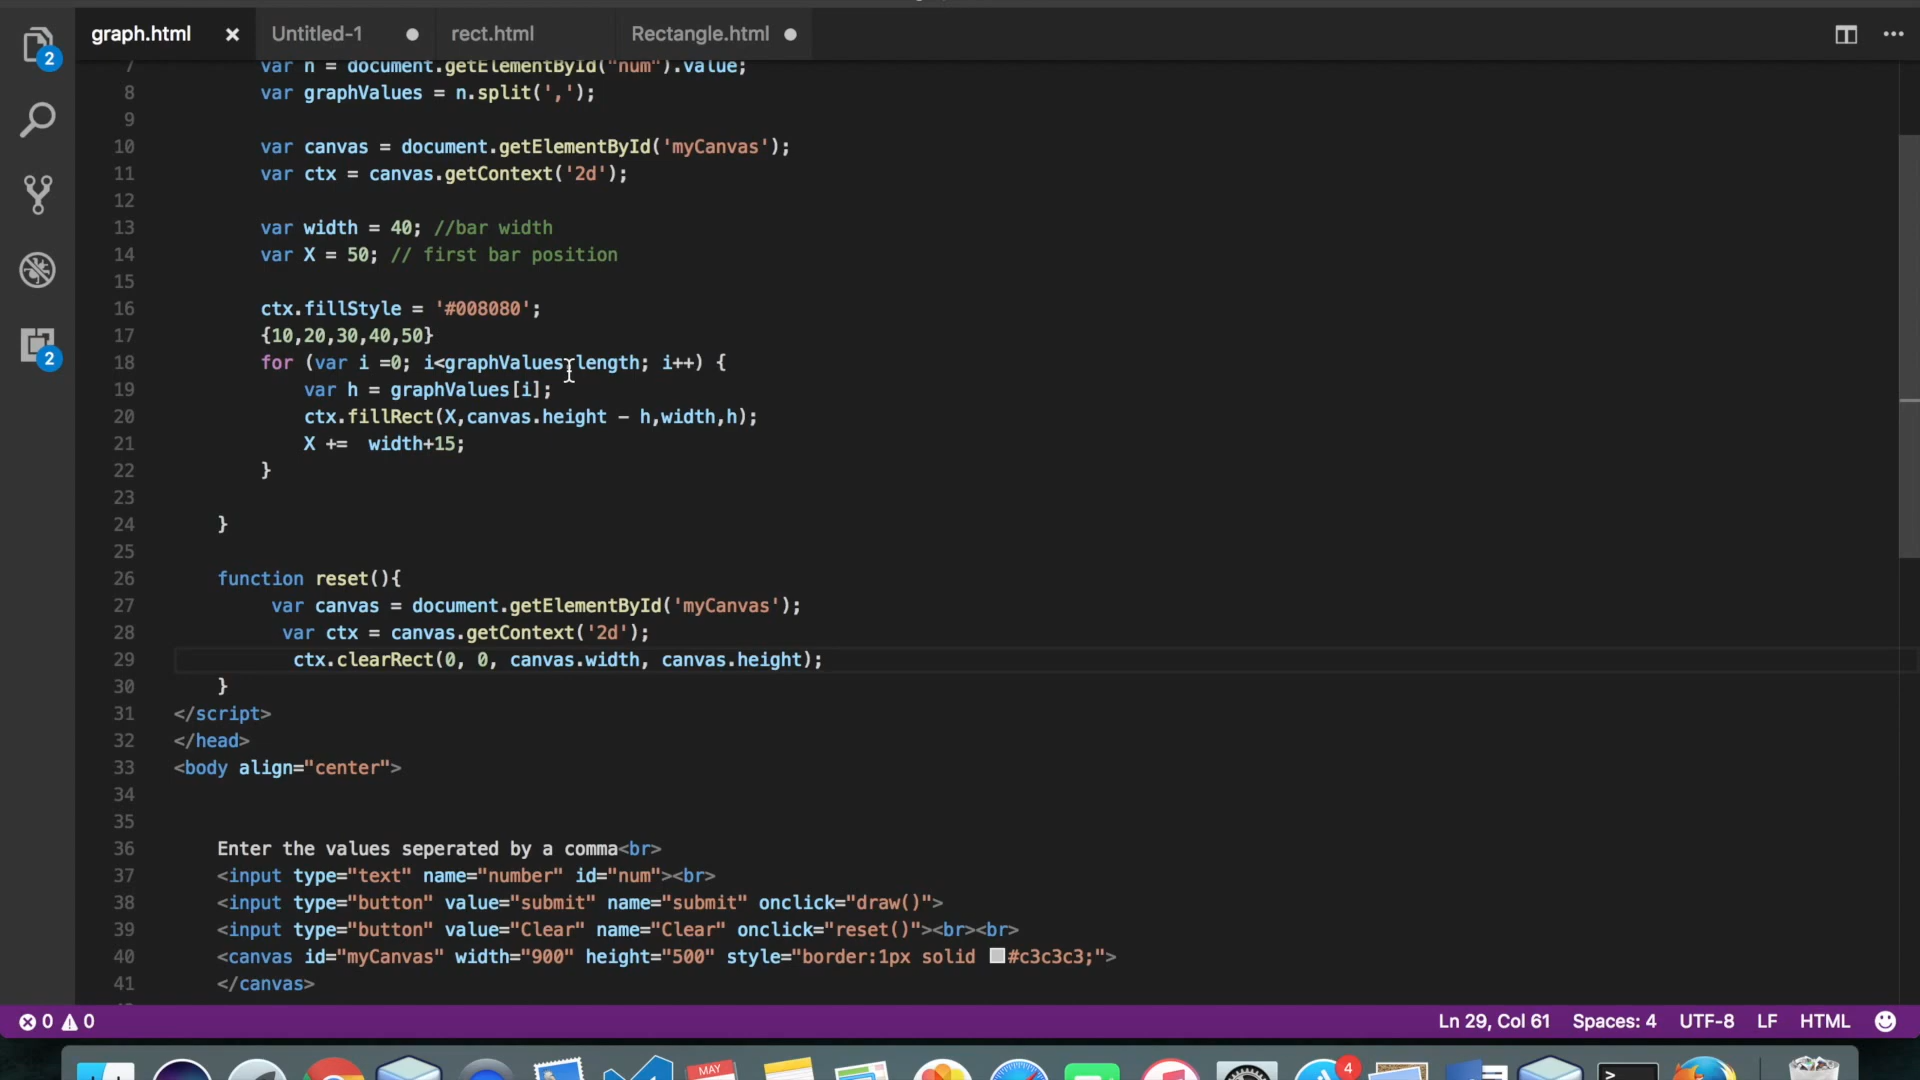 graph.html × Untitled-1 rect.html Rectangle.html
2
7 var n = document.getElementById("num").value;
8 var graphValues = n.split(',');
9
10 var canvas = document.getElementById('myCanvas');
11 var ctx = canvas.getContext('2d');
12
13 var width = 40; //bar width
14 var X = 50; // first bar position
15
16 ctx.fillStyle = '#008080';
17 {10,20,30,40,50}
18 for (var i =0; i<graphValues.length; i++) {
2
19 var h = graphValues[i];
20 ctx.fillRect(X,canvas.height - h,width,h);
21 X += width+15;
22 }
23
24 }
25
26 function reset(){
27 var canvas = document.getElementById('myCanvas');
28 var ctx = canvas.getContext('2d');
29 ctx.clearRect(0, 0, canvas.width, canvas.height);
30 }
31 </script>
32 </head>
33 <body align="center">
34
35
36 Enter the values seperated by a comma<br>
37 <input type="text" name="number" id="num"><br>
38 <input type="button" value="submit" name="submit" onclick="draw()">
39 <input type="button" value="Clear" name="Clear" onclick="reset()"><br><br>
40 <canvas id="myCanvas" width="900" height="500" style="border:1px solid #c3c3c3;">
41 </canvas>
0 0 Ln 29, Col 61 Spaces: 4 UTF-8 LF HTML
MAY 4